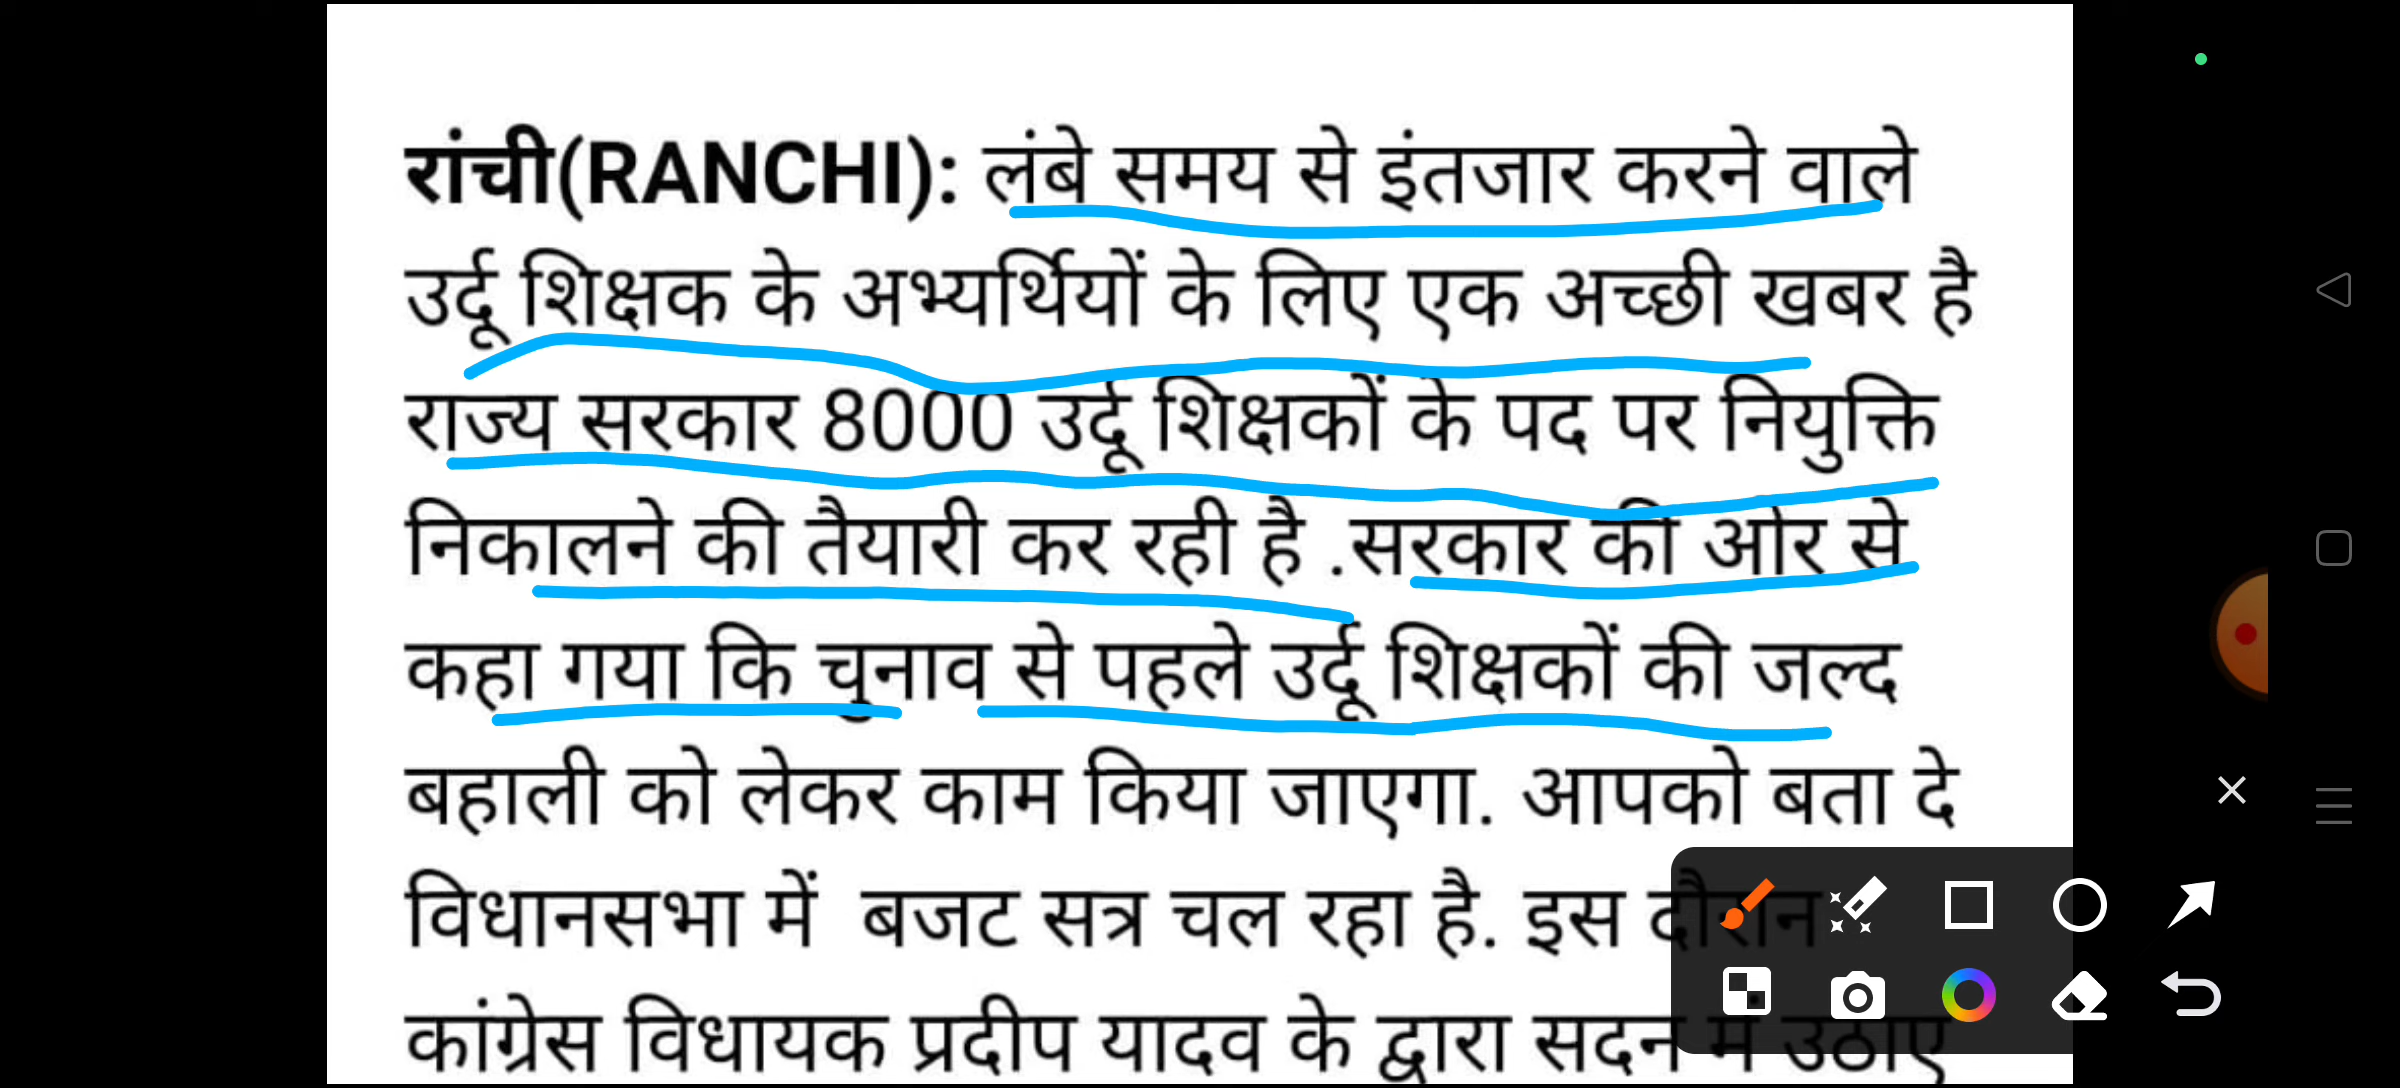 रांची(RANCHI): लंबे समय से इंतजार करने वाले
उर्दू शिक्षक के अभ्यर्थियों के लिए एक अच्छी खबर है
राज्य सरकार 8000 उर्दू शिक्षकों के पद पर नियुक्ति
निकालने की तैयारी कर रही है .सरकार की ओर से
कहा गया कि चुनाव से पहले उर्दू शिक्षकों की जल्द
बहाली को लेकर काम किया जाएगा. आपको बता दे
विधानसभा में बजट सत्र चल रहा है. इस दौरान
कांग्रेस विधायक प्रदीप यादव के द्वारा सदन में उठाए